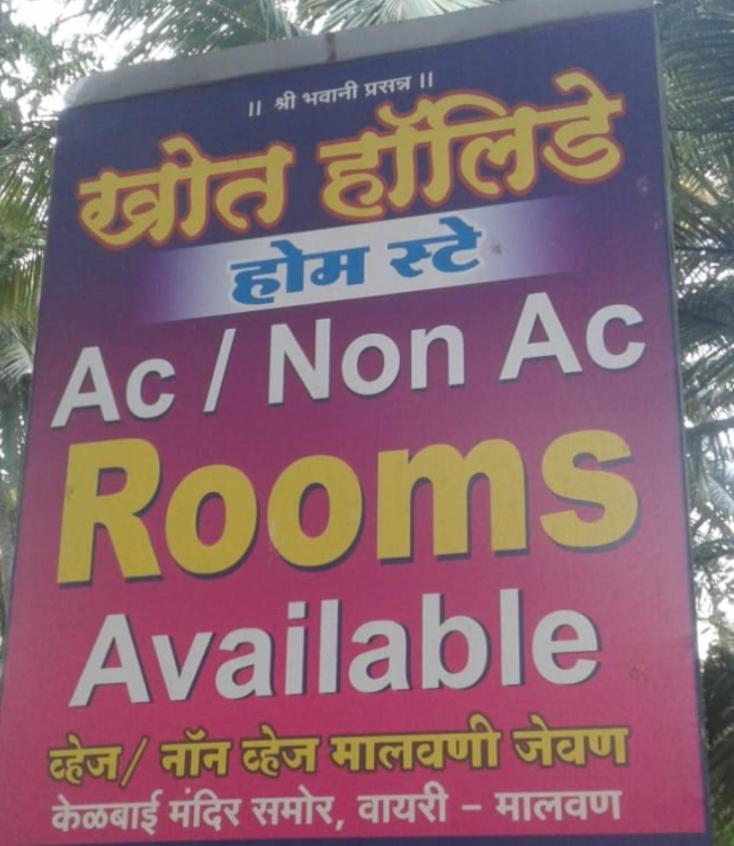 ॥ श्री भवानी प्रसन्न ॥
खोत हॉलिडे
होम स्टे
Ac / Non Ac
Rooms
Available
व्हेज/ नॉन व्हेज मालवणी जेवण
केळबाई मंदिर समोर, वायरी – मालवण